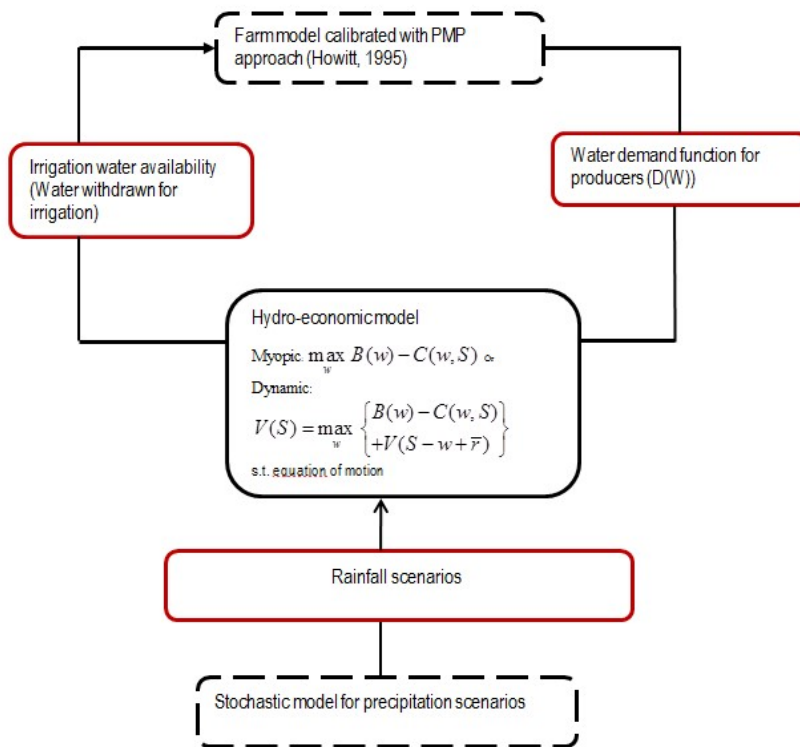 Farm model calibrated with PMP
approach (Howitt, 1995)
Irrigation water availability
(Water withdrawn for
irrigation)
Water demand function for
producers (D(W))
Hydro-economic model
Myopic. max B(w) − C(w, S) or
w
Dynamic:
V(S) = max { B(w) − C(w, S)
w
+V(S − w + r̅) }
s.t. equation of motion
Rainfall scenarios
Stochastic model for precipitation scenarios